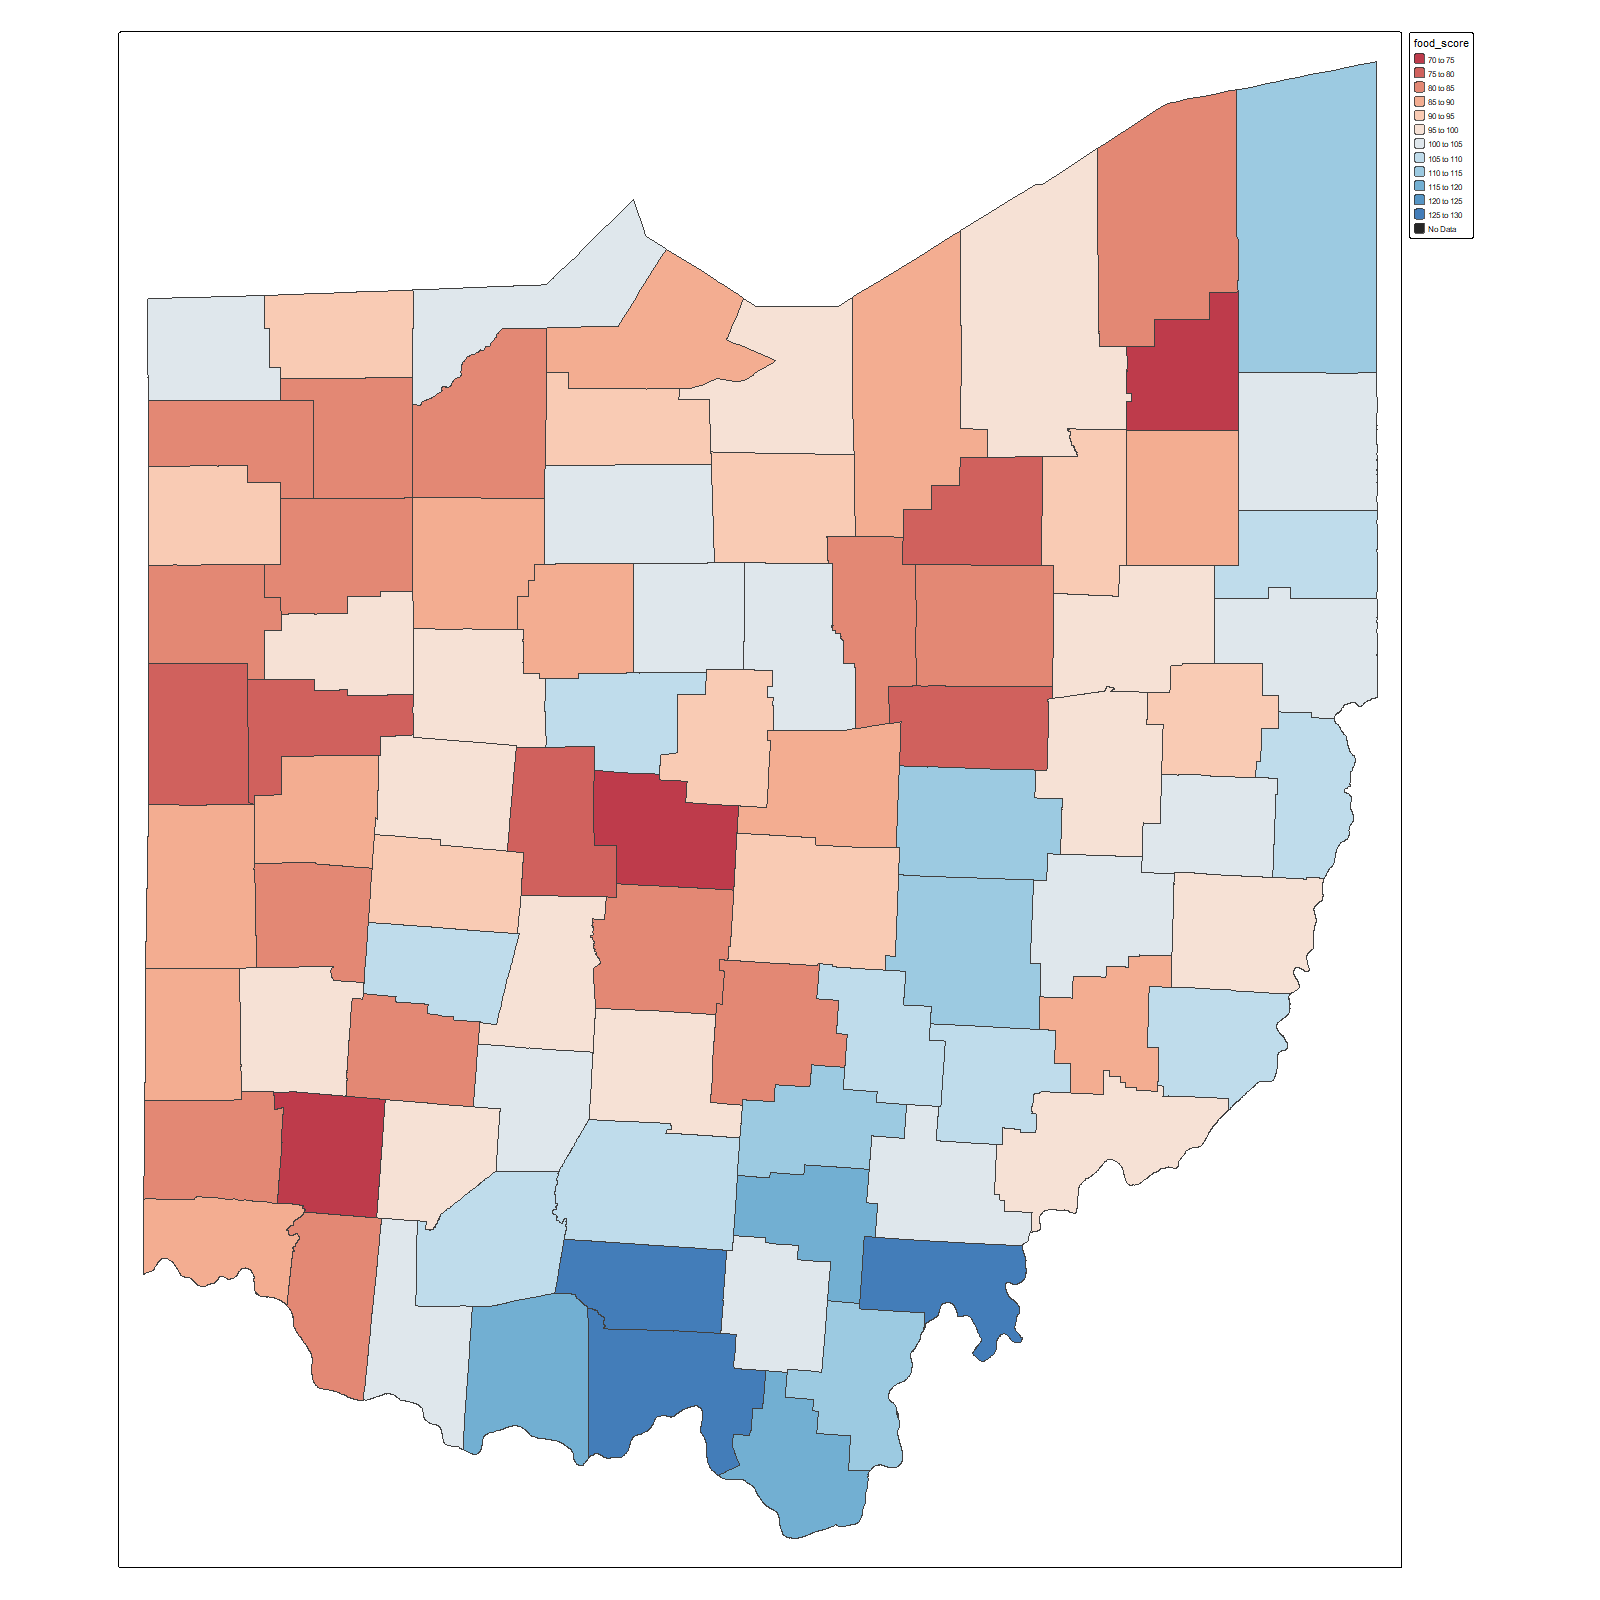 food_score
70 to 75
75 to 80
80 to 85
85 to 90
90 to 95
95 to 100
100 to 105
105 to 110
110 to 115
115 to 120
120 to 125
125 to 130
No Data